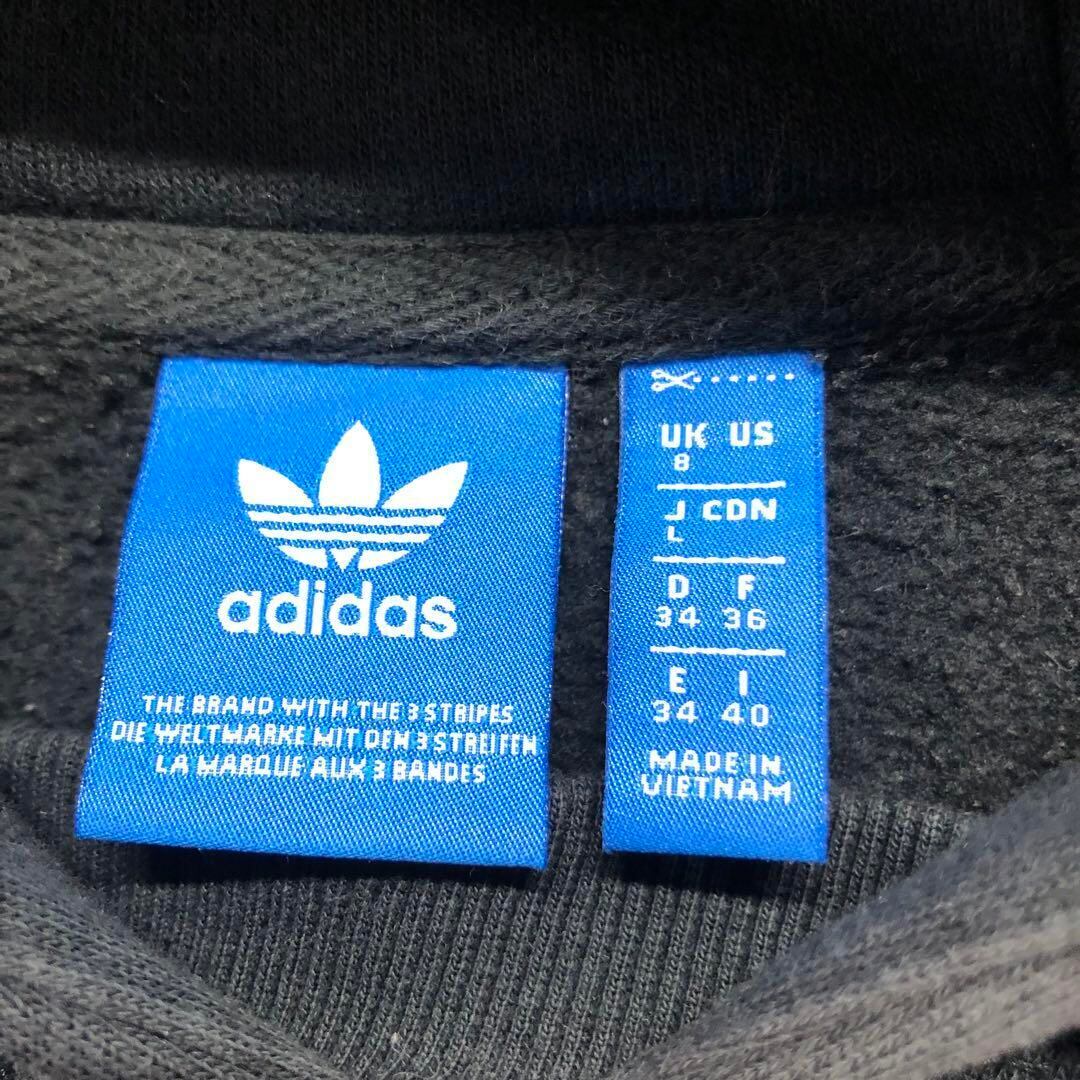 adidas
THE BRAND WITH THE 3 STRIPES
DIE WELTMARKE MIT DEN 3 STREIFEN
LA MARQUE AUX 3 BANDES
UK US
8
J CDN
L
D F
34 36
E I
34 40
MADE IN
VIETNAM